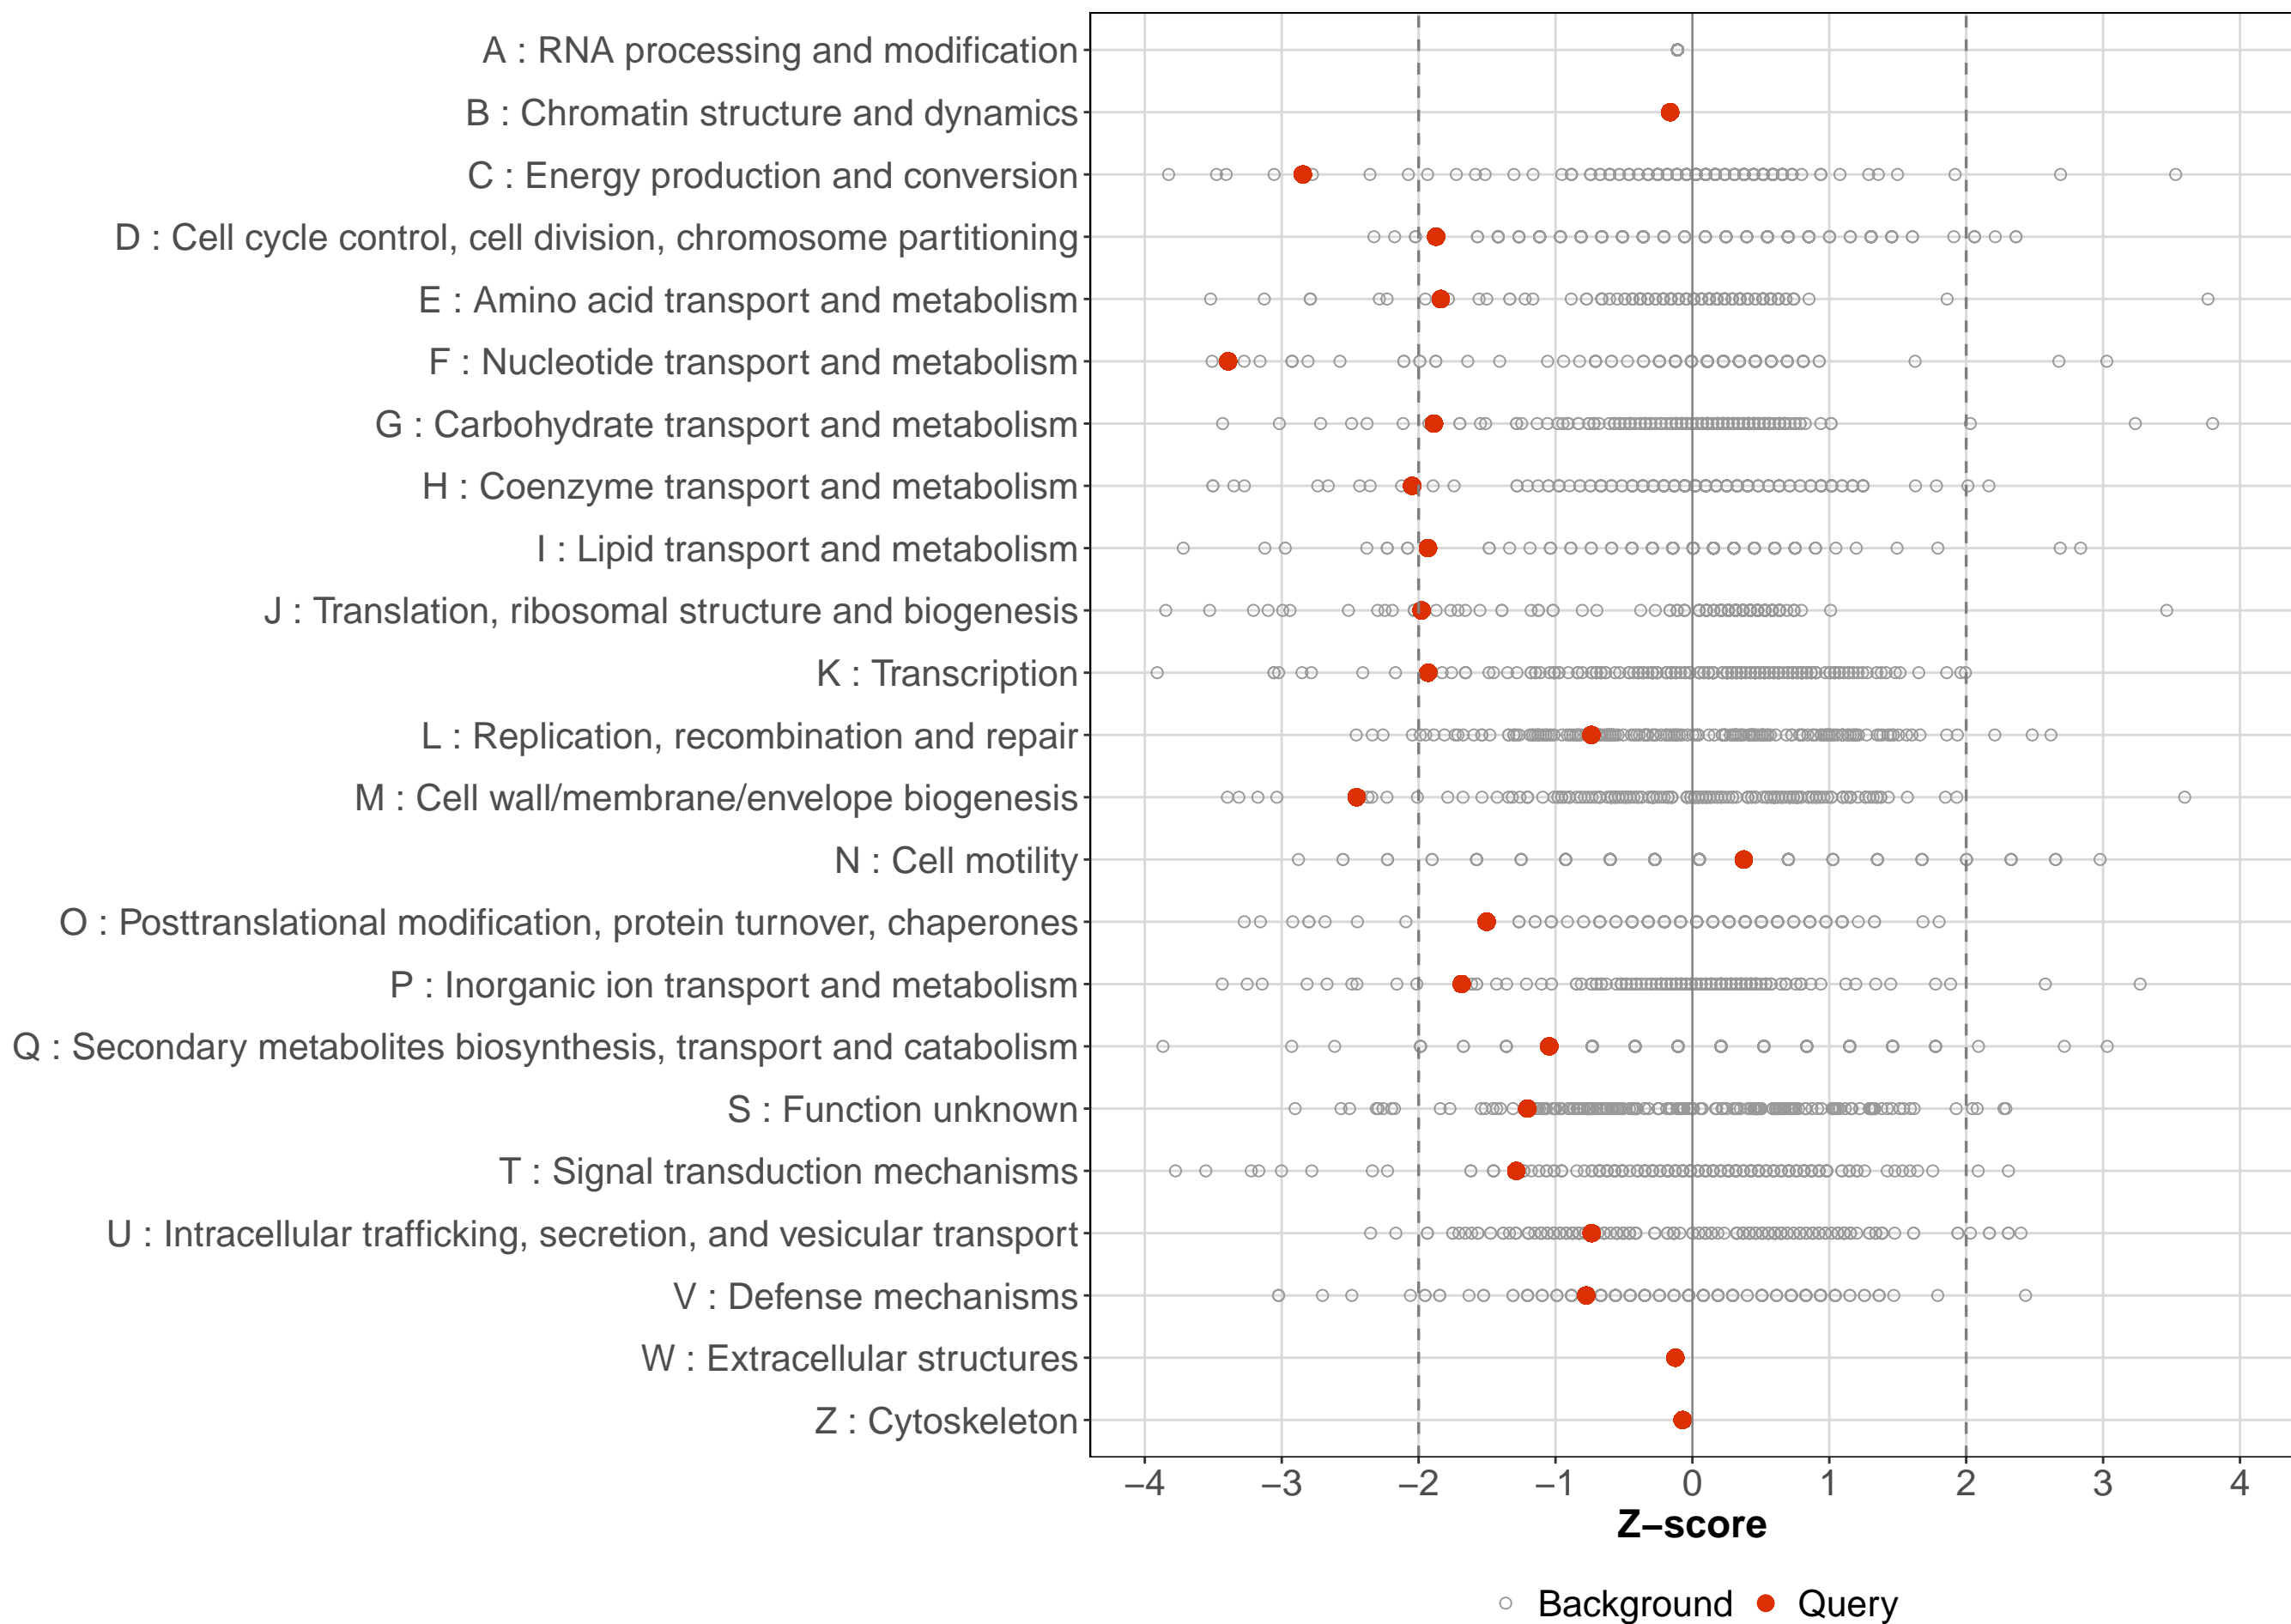 A : RNA processing and modification
B : Chromatin structure and dynamics
C : Energy production and conversion
D : Cell cycle control, cell division, chromosome partitioning
E : Amino acid transport and metabolism
F : Nucleotide transport and metabolism
G : Carbohydrate transport and metabolism
H : Coenzyme transport and metabolism
I : Lipid transport and metabolism
J : Translation, ribosomal structure and biogenesis
K : Transcription
L : Replication, recombination and repair
M : Cell wall/membrane/envelope biogenesis
N : Cell motility
O : Posttranslational modification, protein turnover, chaperones
P : Inorganic ion transport and metabolism
Q : Secondary metabolites biosynthesis, transport and catabolism
S : Function unknown
T : Signal transduction mechanisms
U : Intracellular trafficking, secretion, and vesicular transport
V : Defense mechanisms
W : Extracellular structures
Z : Cytoskeleton
−4 −3 −2 −1 0 1 2 3 4
Z−score
Background Query